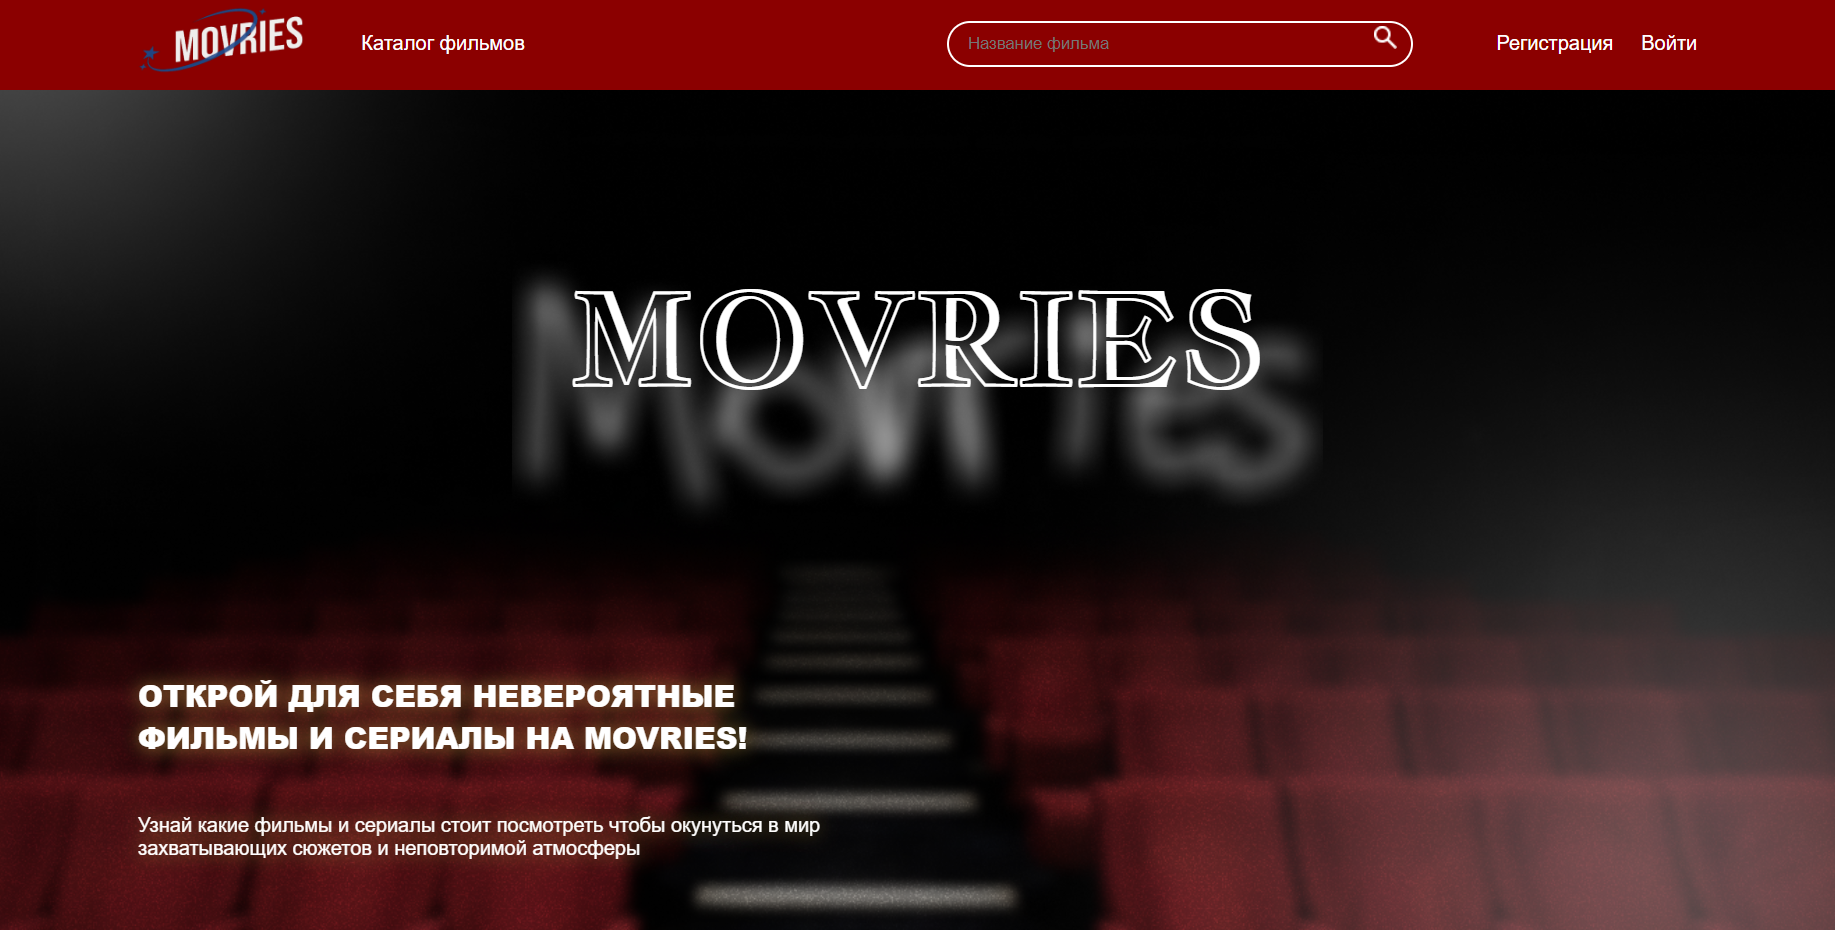 MOVRIES
Каталог фильмов
Название фильма
Регистрация
Войти
MOVRIES
Movries
ОТКРОЙ ДЛЯ СЕБЯ НЕВЕРОЯТНЫЕ
ФИЛЬМЫ И СЕРИАЛЫ НА MOVRIES!
Узнай какие фильмы и сериалы стоит посмотреть чтобы окунуться в мир
захватывающих сюжетов и неповторимой атмосферы